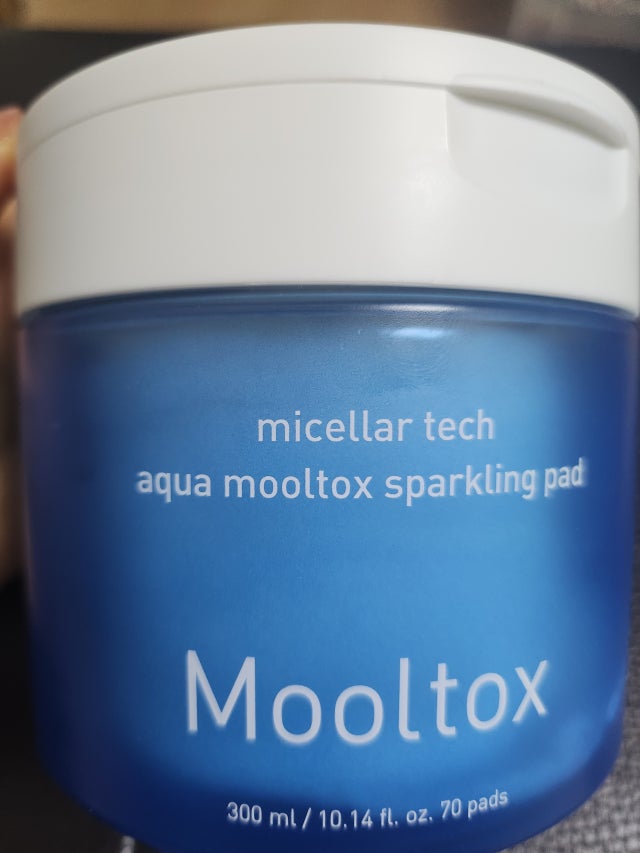 micellar tech
aqua mooltox sparkling pad
Mooltox
300 ml / 10.14 fl. oz. 70 pads